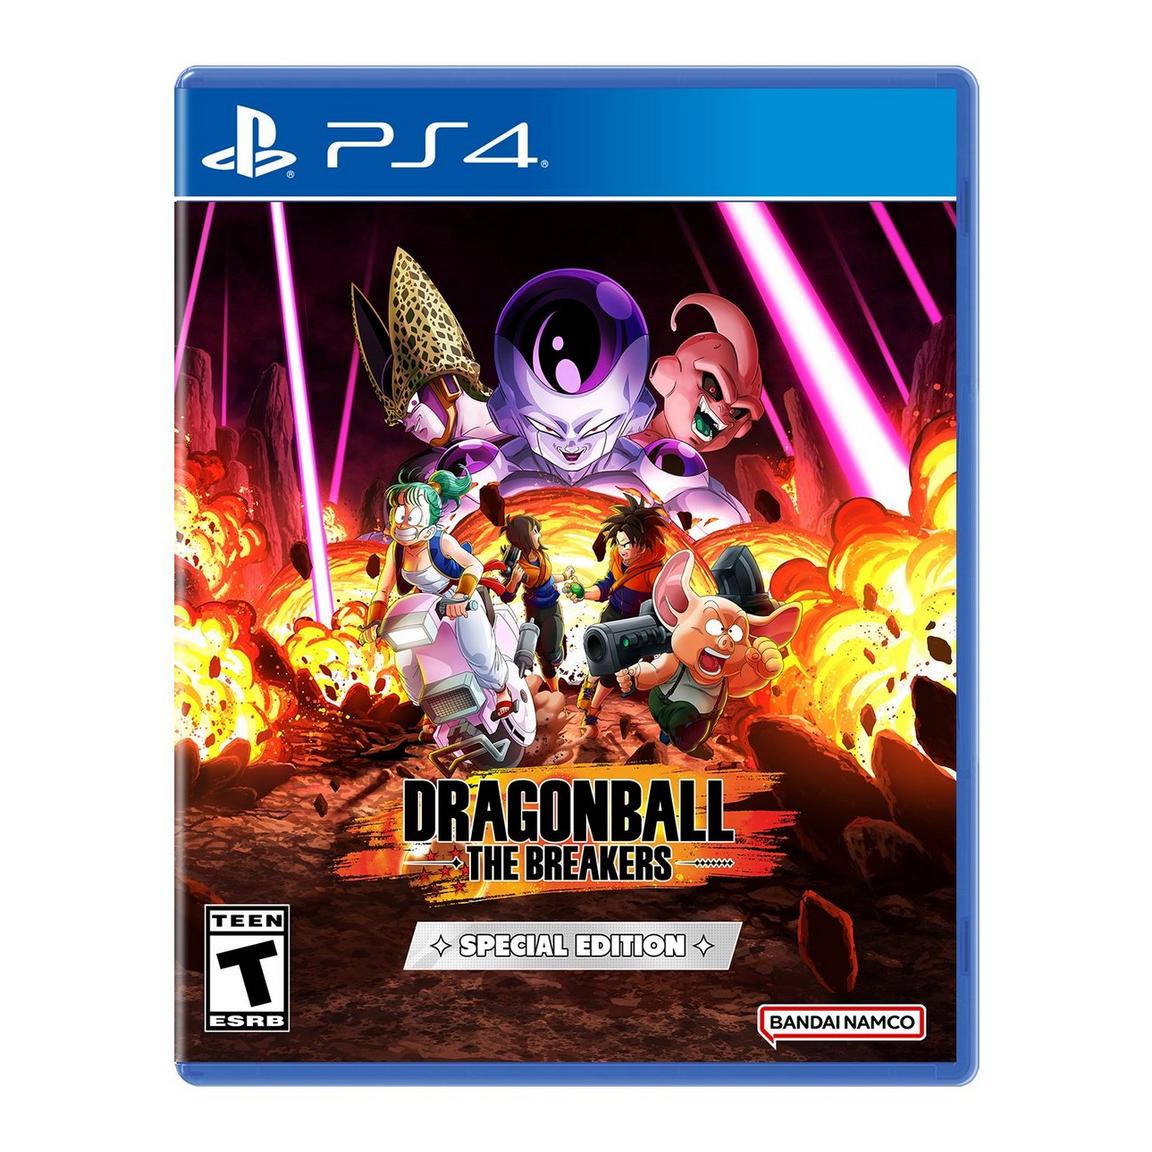 PS4
DRAGONBALL
THE BREAKERS
SPECIAL EDITION
TEEN
T
ESRB
BANDAI NAMCO